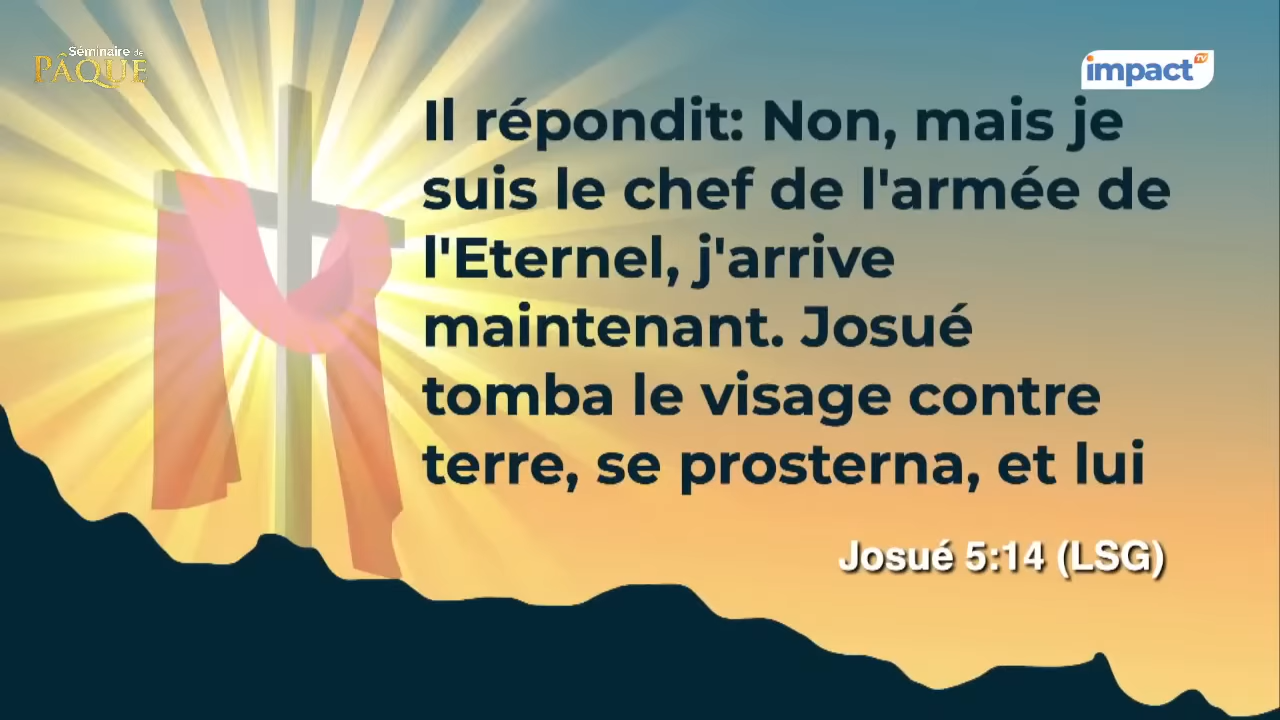 Séminaire de
PÂQUE
impact TV
Il répondit: Non, mais je
suis le chef de l'armée de
l'Eternel, j'arrive
maintenant. Josué
tomba le visage contre
terre, se prosterna, et lui
Josué 5:14 (LSG)